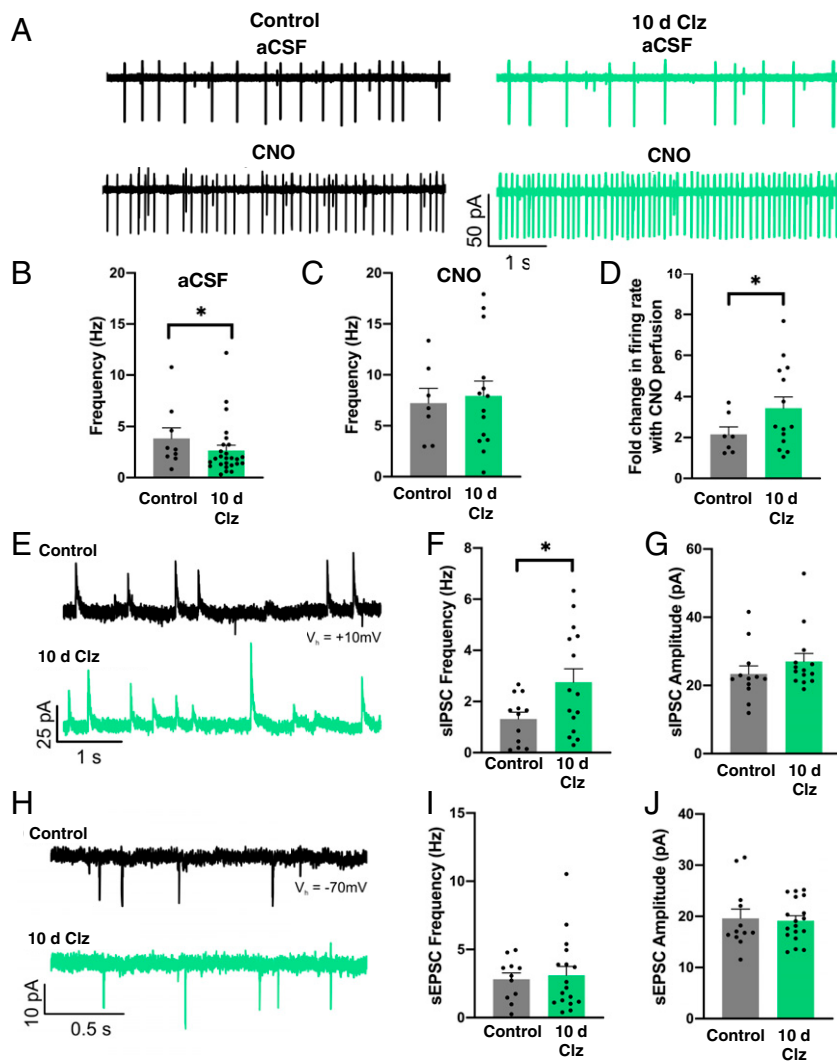 A
Control
aCSF
10 d Clz
aCSF
CNO
CNO
50 pA
1 s
B
aCSF
Frequency (Hz)
20
15
10
5
0
*
Control
10 d
Clz
C
CNO
Frequency (Hz)
20
15
10
5
0
Control
10 d
Clz
D
Fold change in firing rate
with CNO perfusion
10
8
6
4
2
0
*
Control
10 d
Clz
E
Control
Vh = +10mV
10 d Clz
25 pA
1 s
F
sIPSC Frequency (Hz)
8
6
4
2
0
*
Control
10 d
Clz
G
sIPSC Amplitude (pA)
60
40
20
0
Control
10 d
Clz
H
Control
Vh = -70mV
10 d Clz
10 pA
0.5 s
I
sEPSC Frequency (Hz)
15
10
5
0
Control
10 d
Clz
J
sEPSC Amplitude (pA)
40
30
20
10
0
Control
10 d
Clz